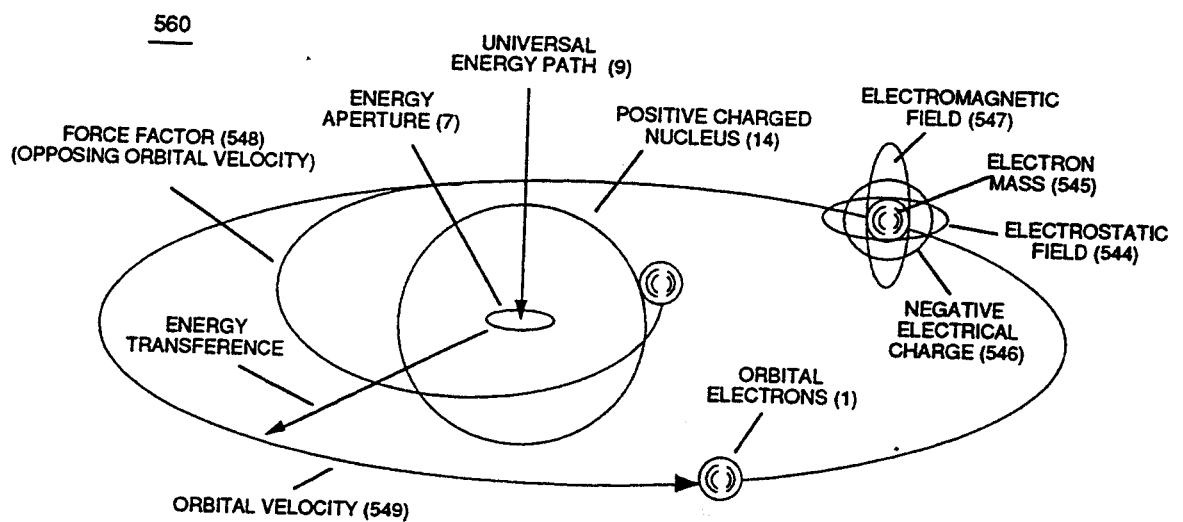 560
UNIVERSAL
ENERGY PATH (9)
ENERGY
APERTURE (7)
POSITIVE CHARGED
NUCLEUS (14)
ELECTROMAGNETIC
FIELD (547)
FORCE FACTOR (548)
(OPPOSING ORBITAL VELOCITY)
ELECTRON
MASS (545)
ELECTROSTATIC
FIELD (544)
NEGATIVE
ELECTRICAL
CHARGE (546)
ENERGY
TRANSFERENCE
ORBITAL
ELECTRONS (1)
ORBITAL VELOCITY (549)